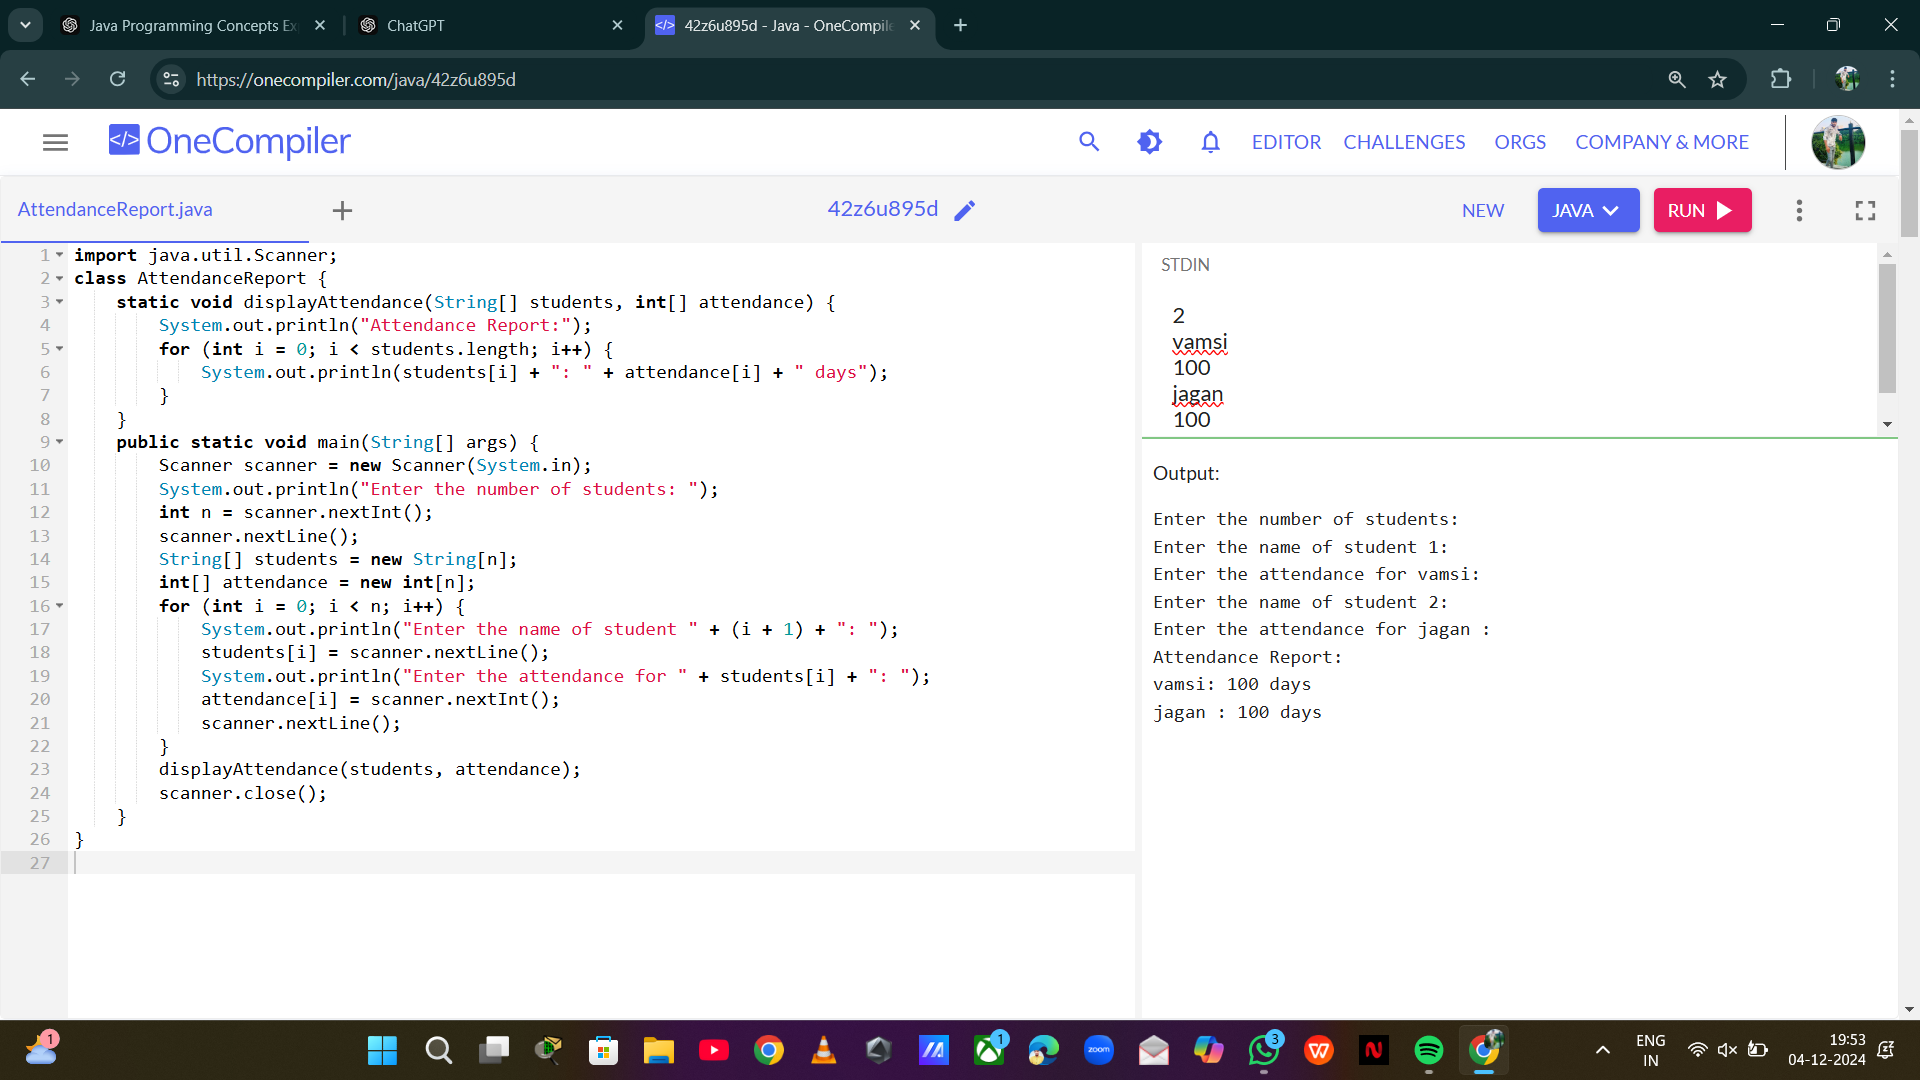 Java Programming Concepts Ex
ChatGPT
</> 42z6u895d - Java - OneCompile
https://onecompiler.com/java/42z6u895d
</> OneCompiler
EDITOR CHALLENGES ORGS COMPANY & MORE
AttendanceReport.java
42z6u895d
NEW JAVA RUN
1 import java.util.Scanner;
2 class AttendanceReport {
3     static void displayAttendance(String[] students, int[] attendance) {
4         System.out.println("Attendance Report:");
5         for (int i = 0; i < students.length; i++) {
6             System.out.println(students[i] + ": " + attendance[i] + " days");
7         }
8     }
9     public static void main(String[] args) {
10         Scanner scanner = new Scanner(System.in);
11         System.out.println("Enter the number of students: ");
12         int n = scanner.nextInt();
13         scanner.nextLine();
14         String[] students = new String[n];
15         int[] attendance = new int[n];
16         for (int i = 0; i < n; i++) {
17             System.out.println("Enter the name of student " + (i + 1) + ": ");
18             students[i] = scanner.nextLine();
19             System.out.println("Enter the attendance for " + students[i] + ": ");
20             attendance[i] = scanner.nextInt();
21             scanner.nextLine();
22         }
23         displayAttendance(students, attendance);
24         scanner.close();
25     }
26 }
27
STDIN
2
vamsi
100
jagan
100
Output:
Enter the number of students:
Enter the name of student 1:
Enter the attendance for vamsi:
Enter the name of student 2:
Enter the attendance for jagan :
Attendance Report:
vamsi: 100 days
jagan : 100 days
1
1
zoom
3
W
N
ENG
IN
19:53
04-12-2024